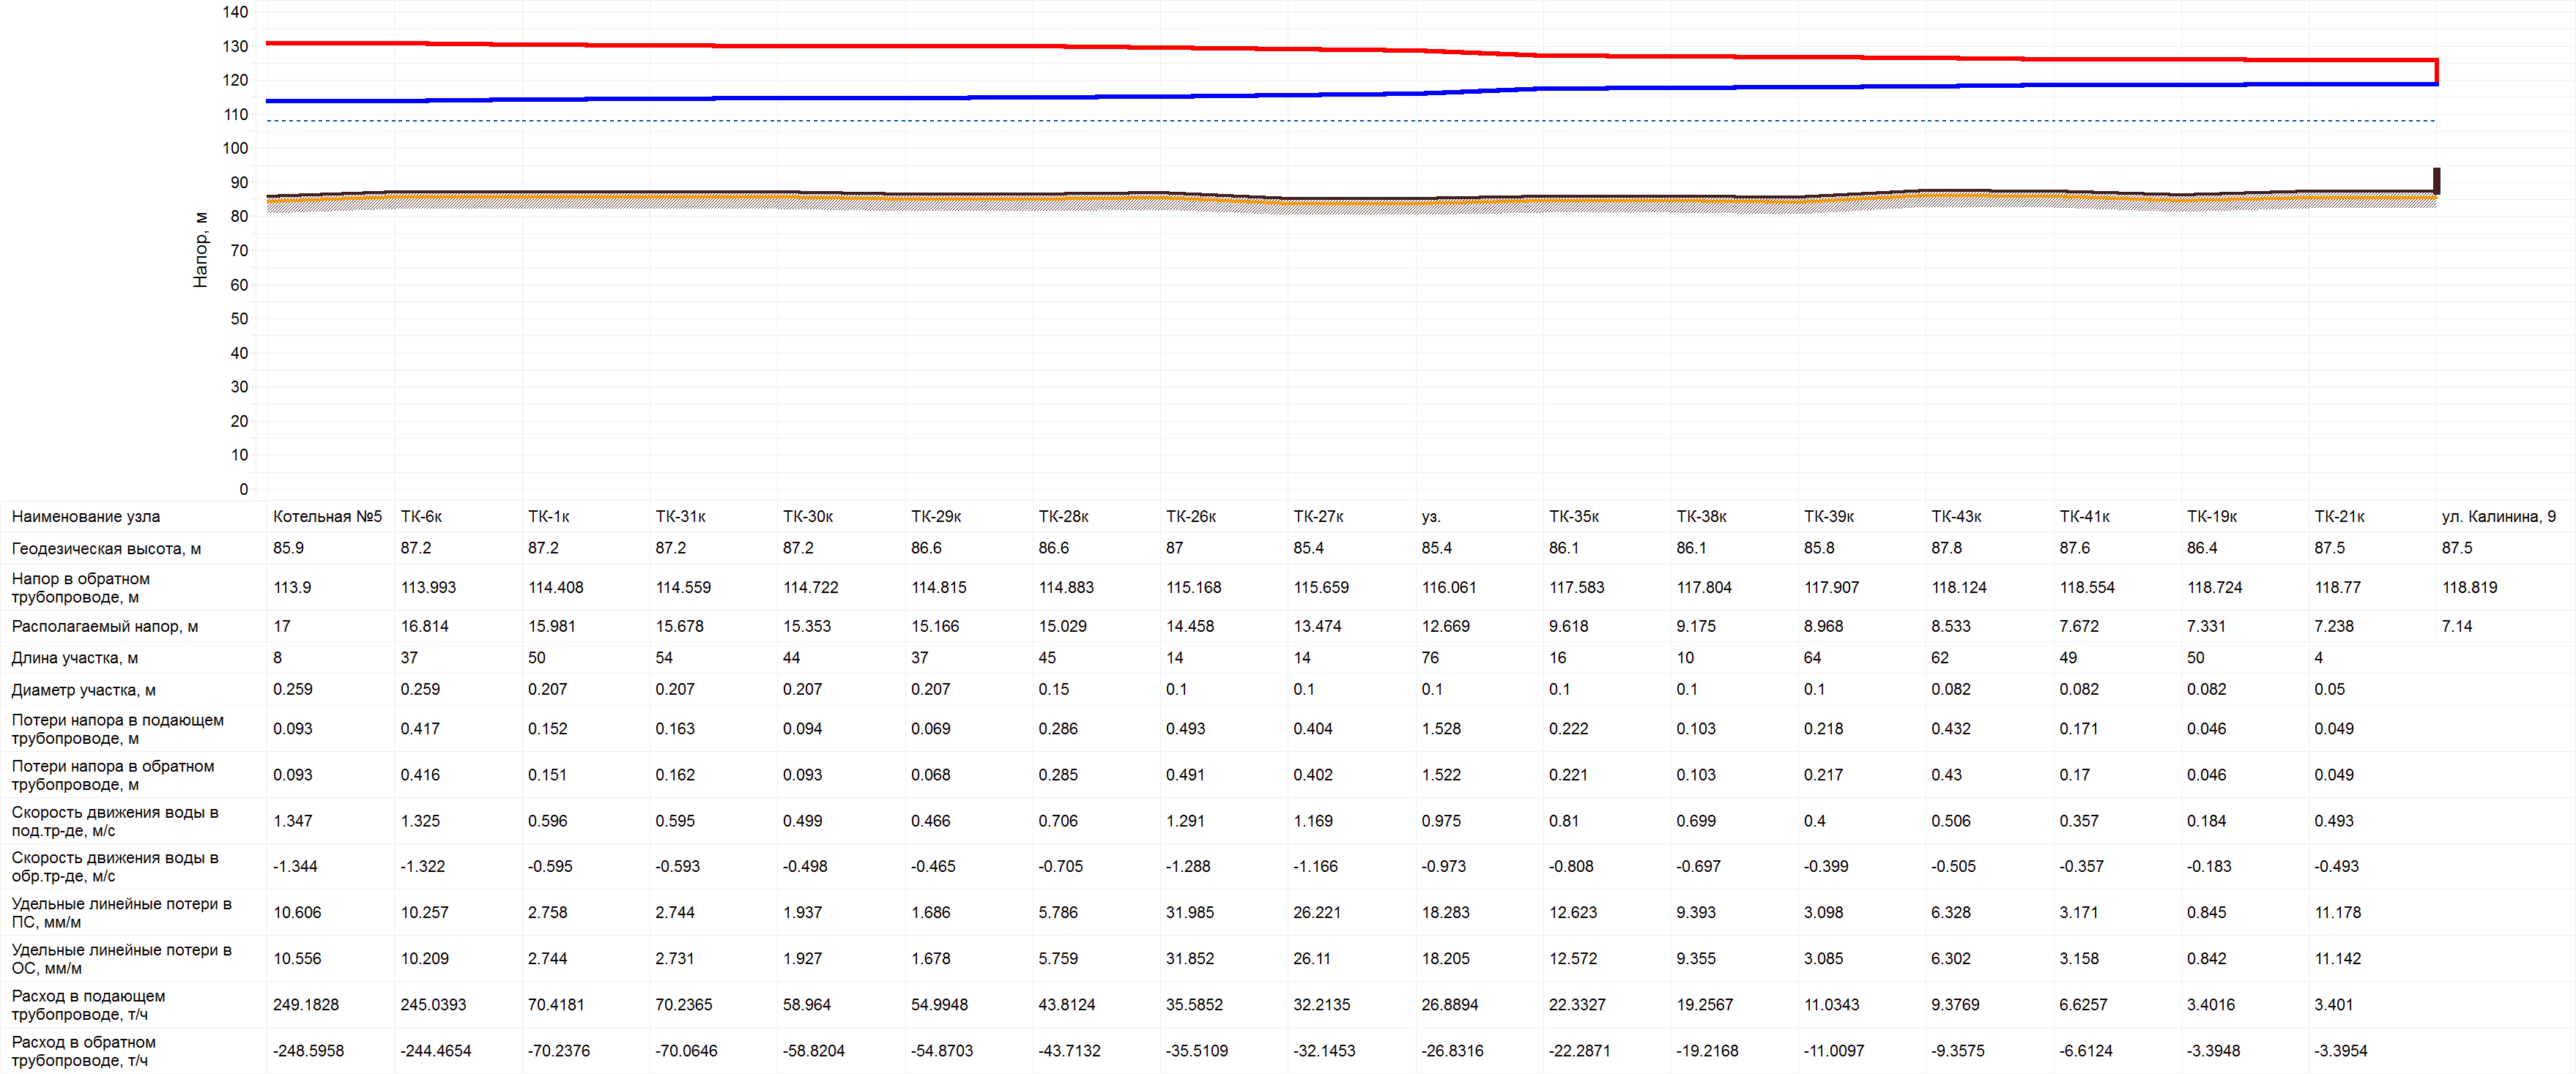 140
130
120
110
100
90
80
70
60
50
40
30
20
10
0
Напор, м
Наименование узла Котельная №5 ТК-6к ТК-1к ТК-31к ТК-30к ТК-29к ТК-28к ТК-26к ТК-27к уз. ТК-35к ТК-38к ТК-39к ТК-43к ТК-41к ТК-19к ТК-21к ул. Калинина, 9
Геодезическая высота, м 85.9 87.2 87.2 87.2 87.2 86.6 86.6 87 85.4 85.4 86.1 86.1 85.8 87.8 87.6 86.4 87.5 87.5
Напор в обратном
трубопроводе, м 113.9 113.993 114.408 114.559 114.722 114.815 114.883 115.168 115.659 116.061 117.583 117.804 117.907 118.124 118.554 118.724 118.77 118.819
Располагаемый напор, м 17 16.814 15.981 15.678 15.353 15.166 15.029 14.458 13.474 12.669 9.618 9.175 8.968 8.533 7.672 7.331 7.238 7.14
Длина участка, м 8 37 50 54 44 37 45 14 14 76 16 10 64 62 49 50 4
Диаметр участка, м 0.259 0.259 0.207 0.207 0.207 0.207 0.15 0.1 0.1 0.1 0.1 0.1 0.1 0.082 0.082 0.082 0.05
Потери напора в подающем
трубопроводе, м 0.093 0.417 0.152 0.163 0.094 0.069 0.286 0.493 0.404 1.528 0.222 0.103 0.218 0.432 0.171 0.046 0.049
Потери напора в обратном
трубопроводе, м 0.093 0.416 0.151 0.162 0.093 0.068 0.285 0.491 0.402 1.522 0.221 0.103 0.217 0.43 0.17 0.046 0.049
Скорость движения воды в
под.тр-де, м/с 1.347 1.325 0.596 0.595 0.499 0.466 0.706 1.291 1.169 0.975 0.81 0.699 0.4 0.506 0.357 0.184 0.493
Скорость движения воды в
обр.тр-де, м/с -1.344 -1.322 -0.595 -0.593 -0.498 -0.465 -0.705 -1.288 -1.166 -0.973 -0.808 -0.697 -0.399 -0.505 -0.357 -0.183 -0.493
Удельные линейные потери в
ПС, мм/м 10.606 10.257 2.758 2.744 1.937 1.686 5.786 31.985 26.221 18.283 12.623 9.393 3.098 6.328 3.171 0.845 11.178
Удельные линейные потери в
ОС, мм/м 10.556 10.209 2.744 2.731 1.927 1.678 5.759 31.852 26.11 18.205 12.572 9.355 3.085 6.302 3.158 0.842 11.142
Расход в подающем
трубопроводе, т/ч 249.1828 245.0393 70.4181 70.2365 58.964 54.9948 43.8124 35.5852 32.2135 26.8894 22.3327 19.2567 11.0343 9.3769 6.6257 3.4016 3.401
Расход в обратном
трубопроводе, т/ч -248.5958 -244.4654 -70.2376 -70.0646 -58.8204 -54.8703 -43.7132 -35.5109 -32.1453 -26.8316 -22.2871 -19.2168 -11.0097 -9.3575 -6.6124 -3.3948 -3.3954